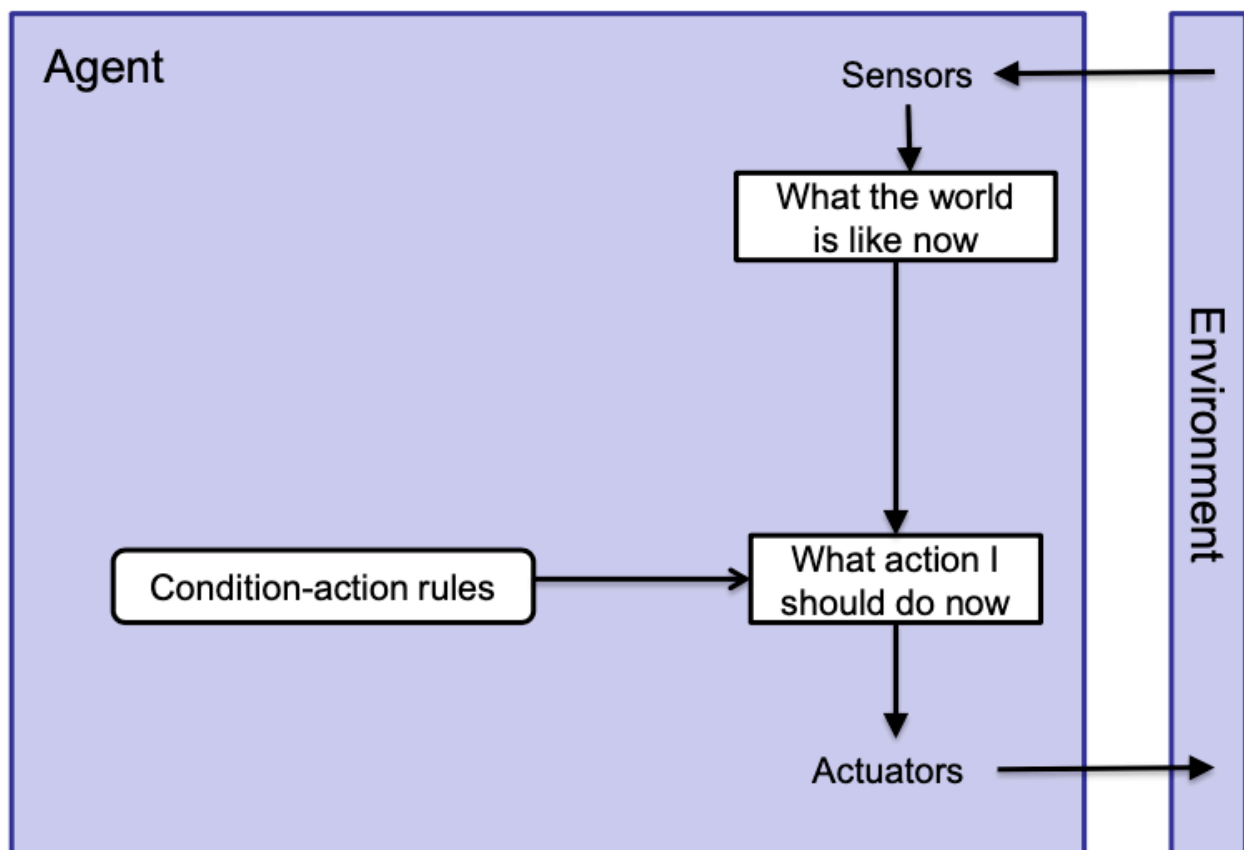 Agent
Sensors
What the world
is like now
Environment
What action I
should do now
Condition-action rules
Actuators